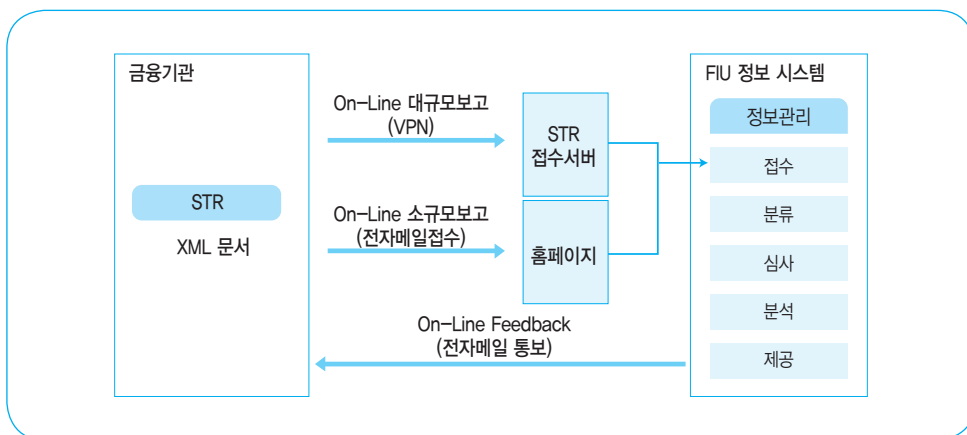 금융기관
STR
XML 문서
On-Line 대규모보고
(VPN)
On-Line 소규모보고
(전자메일접수)
STR
접수서버
홈페이지
On-Line Feedback
(전자메일 통보)
FIU 정보 시스템
정보관리
접수
분류
심사
분석
제공